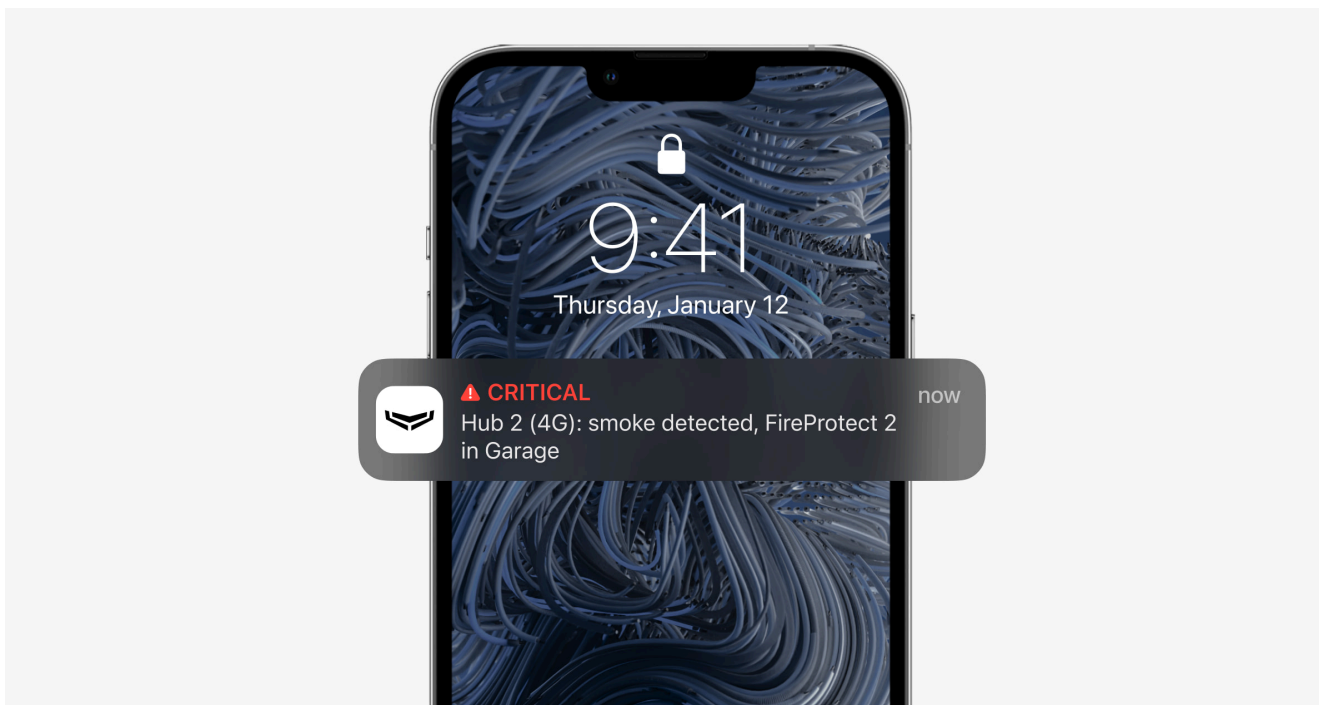 9:41
Thursday, January 12
CRITICAL
now
Hub 2 (4G): smoke detected, FireProtect 2
in Garage